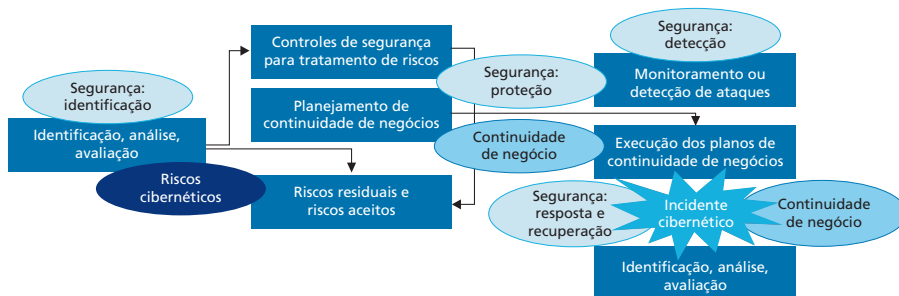 Segurança:
identificação
Identificação, análise,
avaliação
Riscos
cibernéticos
Controles de segurança
para tratamento de riscos
Planejamento de
continuidade de negócios
Riscos residuais e
riscos aceitos
Segurança:
proteção
Continuidade
de negócio
Segurança:
detecção
Monitoramento ou
detecção de ataques
Execução dos planos de
continuidade de negócios
Segurança:
resposta e
recuperação
Incidente
cibernético
Continuidade
de negócio
Identificação, análise,
avaliação